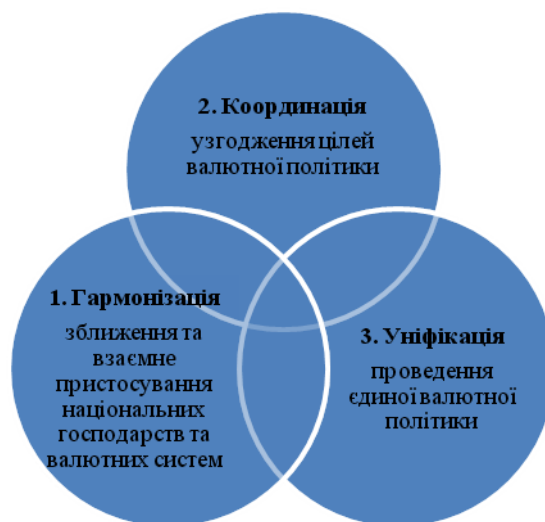 2. Координація
узгодження цілей
валютної політики
1. Гармонізація
зближення та
взаємне
пристосування
національних
господарств та
валютних систем
3. Уніфікація
проведення
єдиної валютної
політики